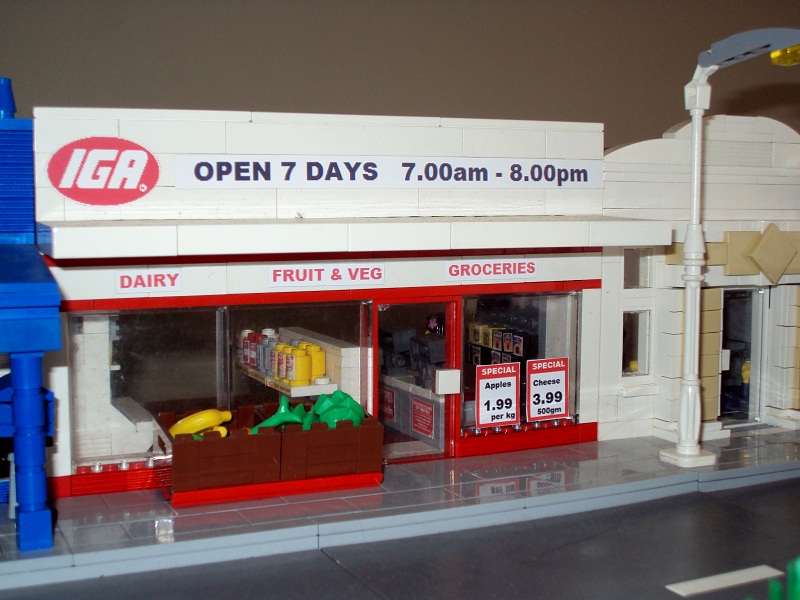 IGA
OPEN 7 DAYS 7.00am - 8.00pm
DAIRY
FRUIT & VEG
GROCERIES
SPECIAL
Apples
1.99
per kg
SPECIAL
Cheese
3.99
500gm